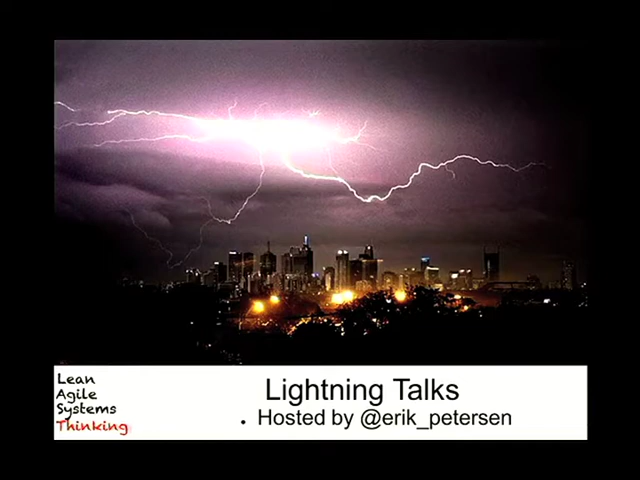 Lean
Agile
Systems
Thinking
Lightning Talks
• Hosted by @erik_petersen